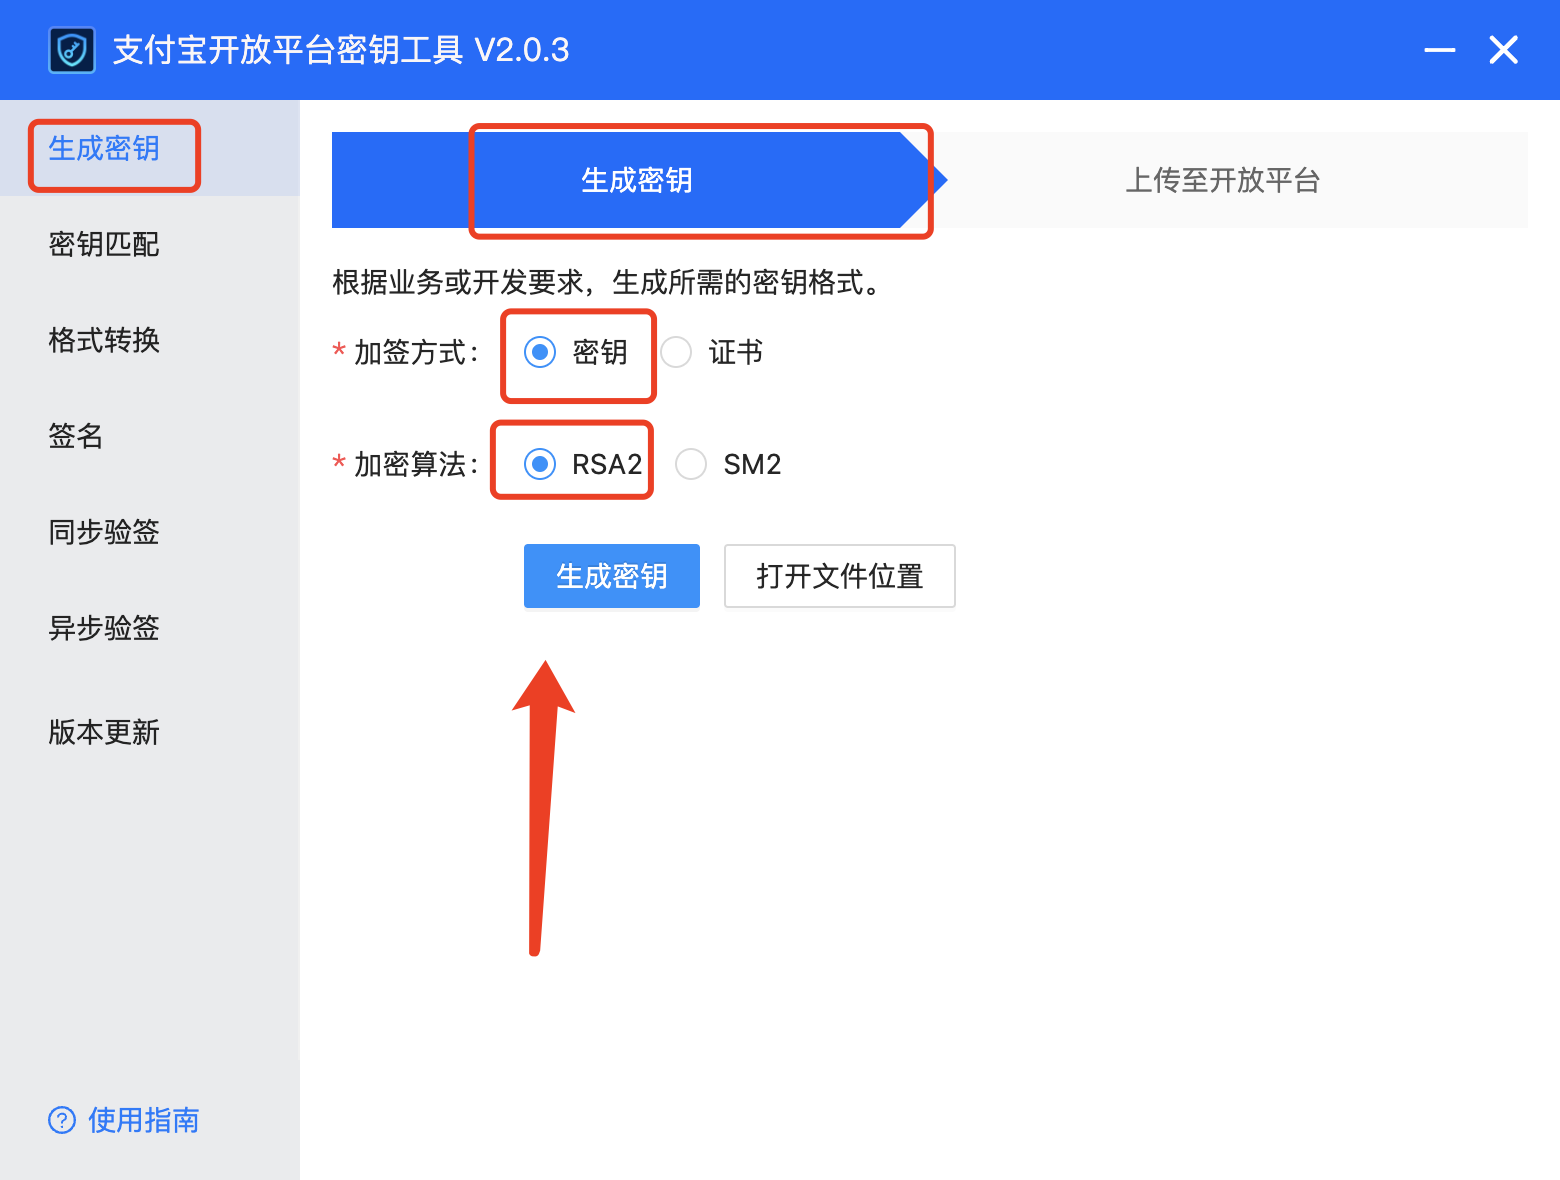 支付宝开放平台密钥工具 V2.0.3
生成密钥
密钥匹配
格式转换
签名
同步验签
异步验签
版本更新
? 使用指南
生成密钥
上传至开放平台
根据业务或开发要求，生成所需的密钥格式。
* 加签方式： 密钥 证书
* 加密算法： RSA2 SM2
生成密钥 打开文件位置